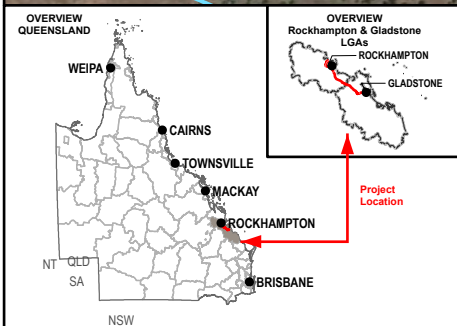 OVERVIEW
QUEENSLAND
WEIPA
CAIRNS
TOWNSVILLE
MACKAY
ROCKHAMPTON
BRISBANE
NT
QLD
SA
NSW
OVERVIEW
Rockhampton & Gladstone
LGAs
ROCKHAMPTON
GLADSTONE
Project
Location